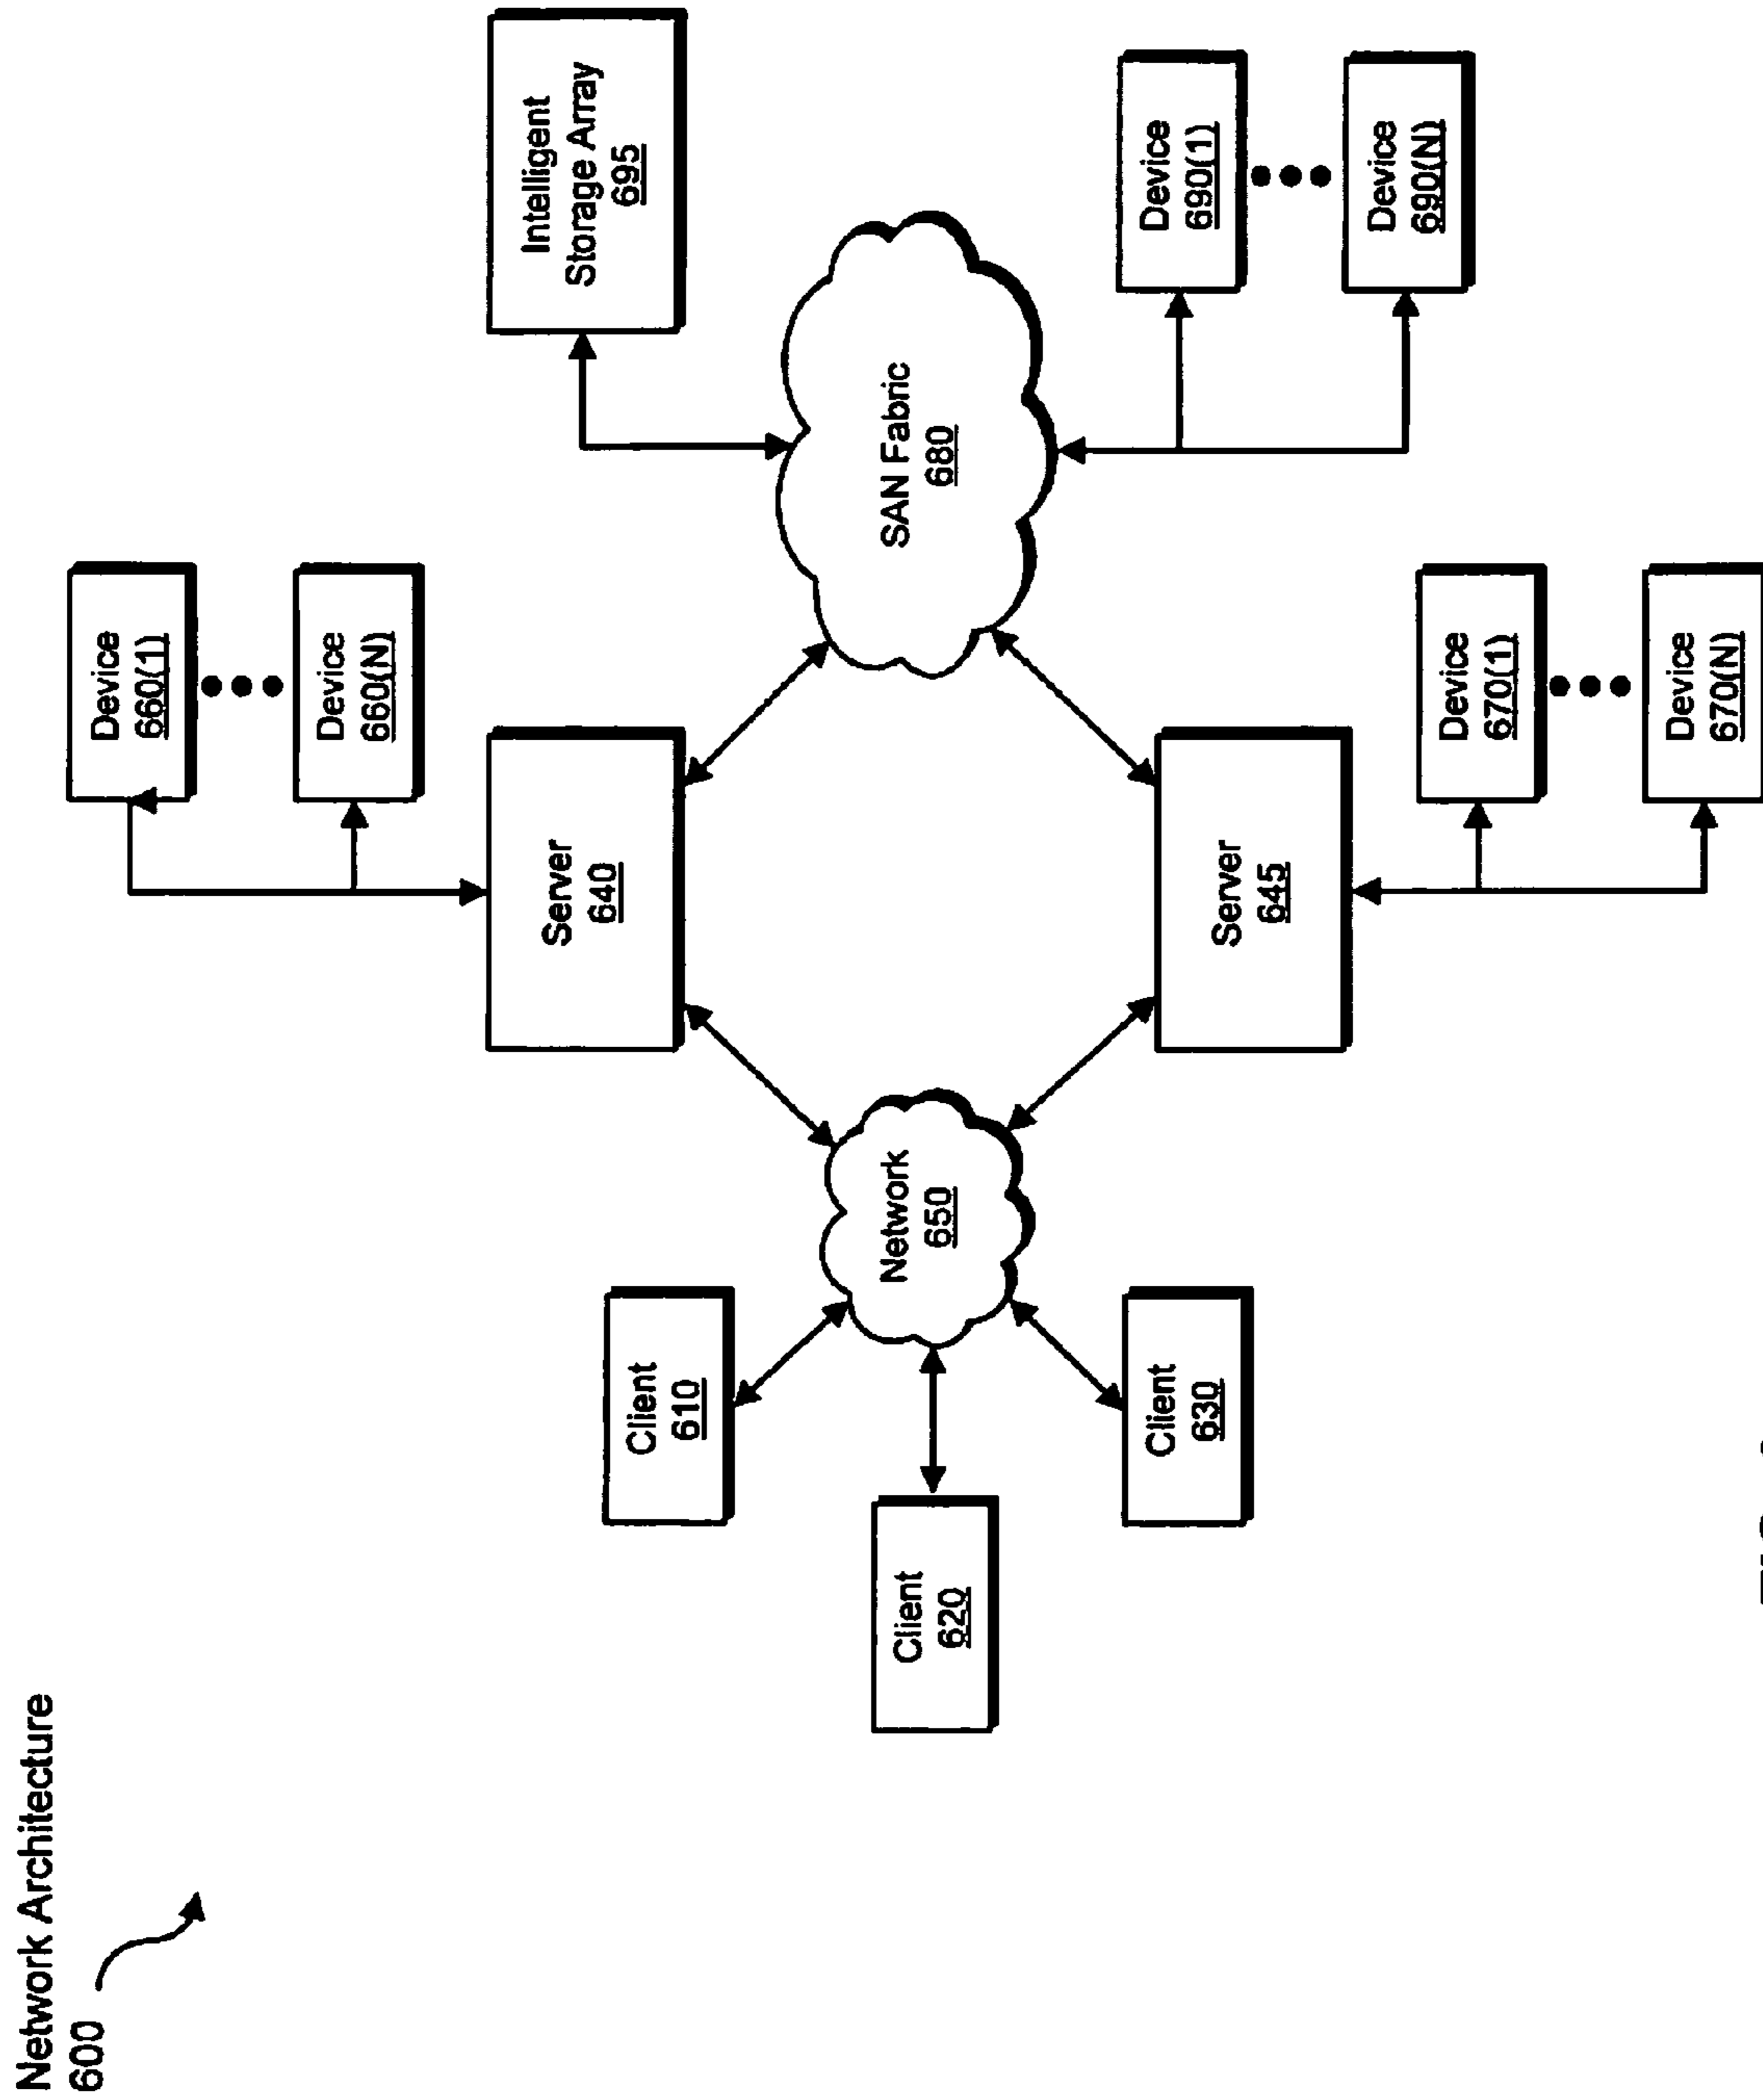 Network Architecture
600
Device
660(1)
Device
660(N)
Intelligent
Storage Array
695
Server
640
Client
610
Client
620
Network
650
SAN Fabric
680
Client
630
Server
645
Device
690(1)
Device
690(N)
Device
670(1)
Device
670(N)